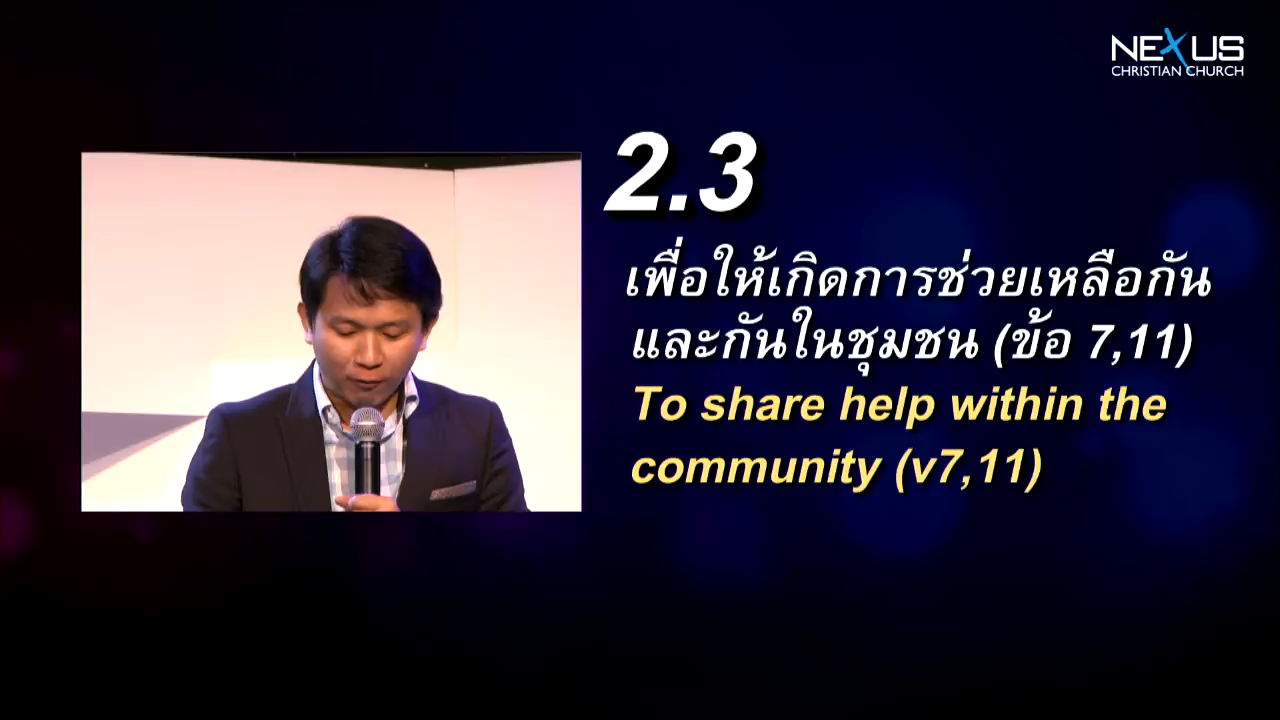 NEXUS
CHRISTIAN CHURCH
2.3
เพื่อให้เกิดการช่วยเหลือกัน
และกันในชุมชน (ข้อ 7,11)
To share help within the
community (v7,11)